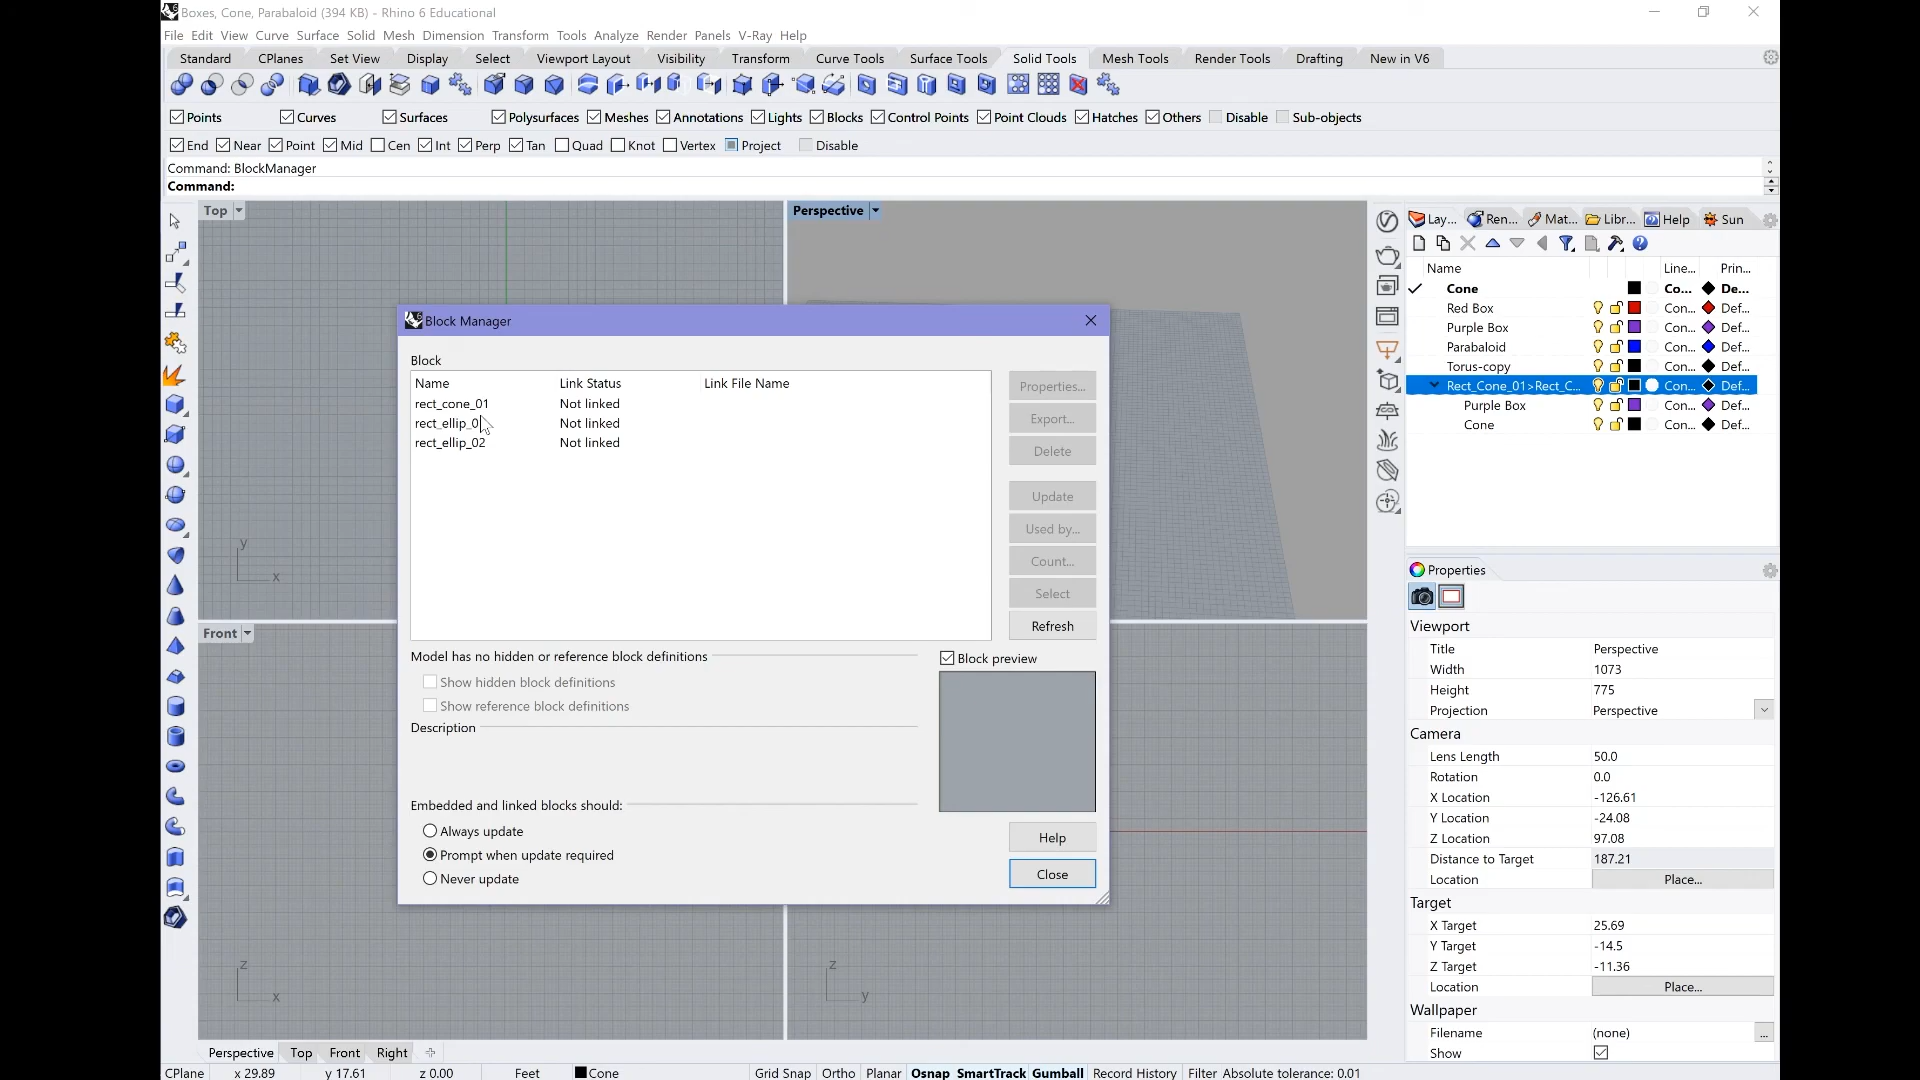 Boxes, Cone, Parabaloid (394 KB) - Rhino 6 Educational
File Edit View Curve Surface Solid Mesh Dimension Transform Tools Analyze Render Panels V-Ray Help
Standard CPlanes Set View Display Select Viewport Layout Visibility Transform Curve Tools Surface Tools Solid Tools Mesh Tools Render Tools Drafting New in V6
Points Curves Surfaces Polysurfaces Meshes Annotations Lights Blocks Control Points Point Clouds Hatches Others Disable Sub-objects
End Near Point Mid Cen Int Perp Tan Quad Knot Vertex Project Disable
Command: BlockManager
Command:
Top
Perspective
Block Manager
Block
Name Link Status Link File Name
rect_cone_01 Not linked
Not linked
rect_ellip_02 Not linked
Properties...
Export...
Delete
Update
Used by...
Count...
Select
Refresh
Model has no hidden or reference block definitions
Block preview
Show hidden block definitions
Show reference block definitions
Description
Embedded and linked blocks should:
Always update
Prompt when update required
Never update
Help
Close
Front
y
x
z
x
z
y
Lay... Ren... Mat... Libr... Help Sun
Name Line... Prin...
Cone Co... De...
Red Box Con... Def...
Purple Box Con... Def...
Parabaloid Con... Def...
Torus-copy Con... Def...
Rect_Cone_01>Rect_C... Con... Def...
Purple Box Con... Def...
Cone Con... Def...
Properties
Viewport
Title Perspective
Width 1073
Height 775
Projection Perspective
Camera
Lens Length 50.0
Rotation 0.0
X Location -126.61
Y Location -24.08
Z Location 97.08
Distance to Target 187.21
Location Place...
Target
X Target 25.69
Y Target -14.5
Z Target -11.36
Location Place...
Wallpaper
Filename (none) ...
Show
Perspective Top Front Right
CPlane x 29.89 y 17.61 z 0.00 Feet Cone Grid Snap Ortho Planar Osnap SmartTrack Gumball Record History Filter Absolute tolerance: 0.01